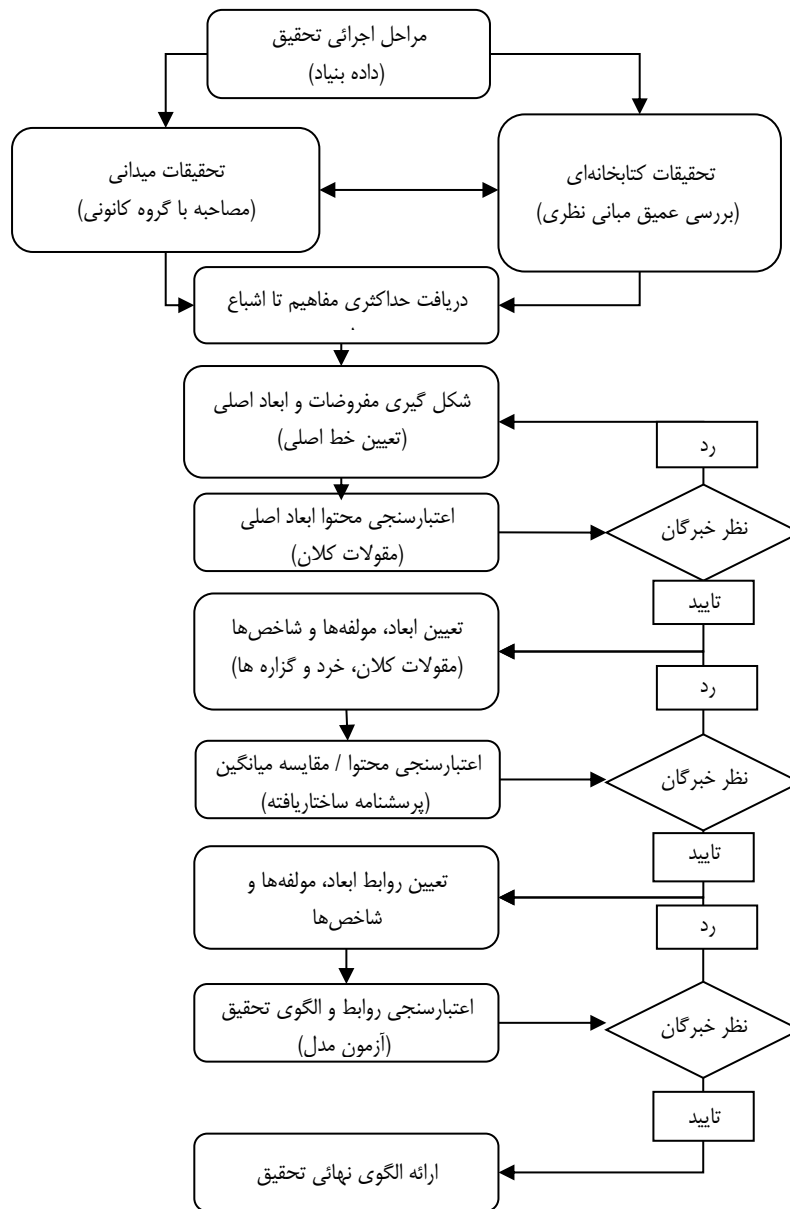 مراحل اجرائی تحقیق
(داده بنیاد)
تحقیقات کتابخانه‌ای
(بررسی عمیق مبانی نظری)
تحقیقات میدانی
(مصاحبه با گروه کانونی)
دریافت حداکثری مفاهیم تا اشباع
شکل گیری مفروضات و ابعاد اصلی
(تعیین خط اصلی)
رد
اعتبارسنجی محتوا ابعاد اصلی
(مقولات کلان)
نظر خبرگان
تایید
تعیین ابعاد، مولفه‌ها و شاخص‌ها
(مقولات کلان، خرد و گزاره ها)
رد
اعتبارسنجی محتوا / مقایسه میانگین
(پرسشنامه ساختاریافته)
نظر خبرگان
تایید
تعیین روابط ابعاد، مولفه‌ها و
شاخص‌ها
رد
اعتبارسنجی روابط و الگوی تحقیق
(آزمون مدل)
نظر خبرگان
تایید
ارائه الگوی نهائی تحقیق